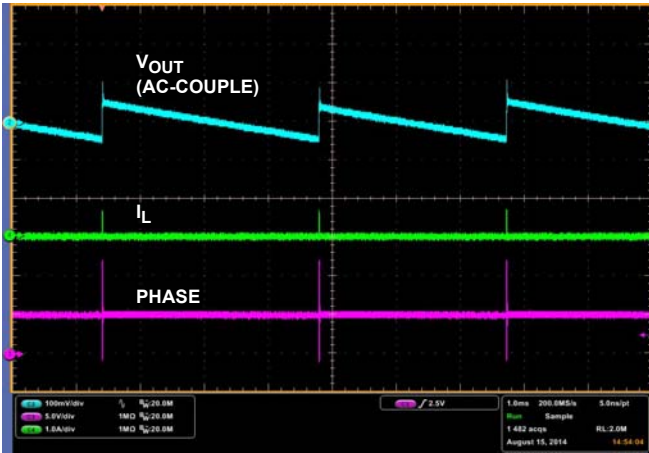 VOUT
(AC-COUPLE)
IL
PHASE
100mV/div
20.0M
5.0V/div 1MΩ 20.0M
1.0A/div 1MΩ 20.0M
2.5V
1.0ms 200.0MS/s 5.0ns/pt
Run Sample
1 482 acqs RL:2.0M
August 15, 2014 14:54:04